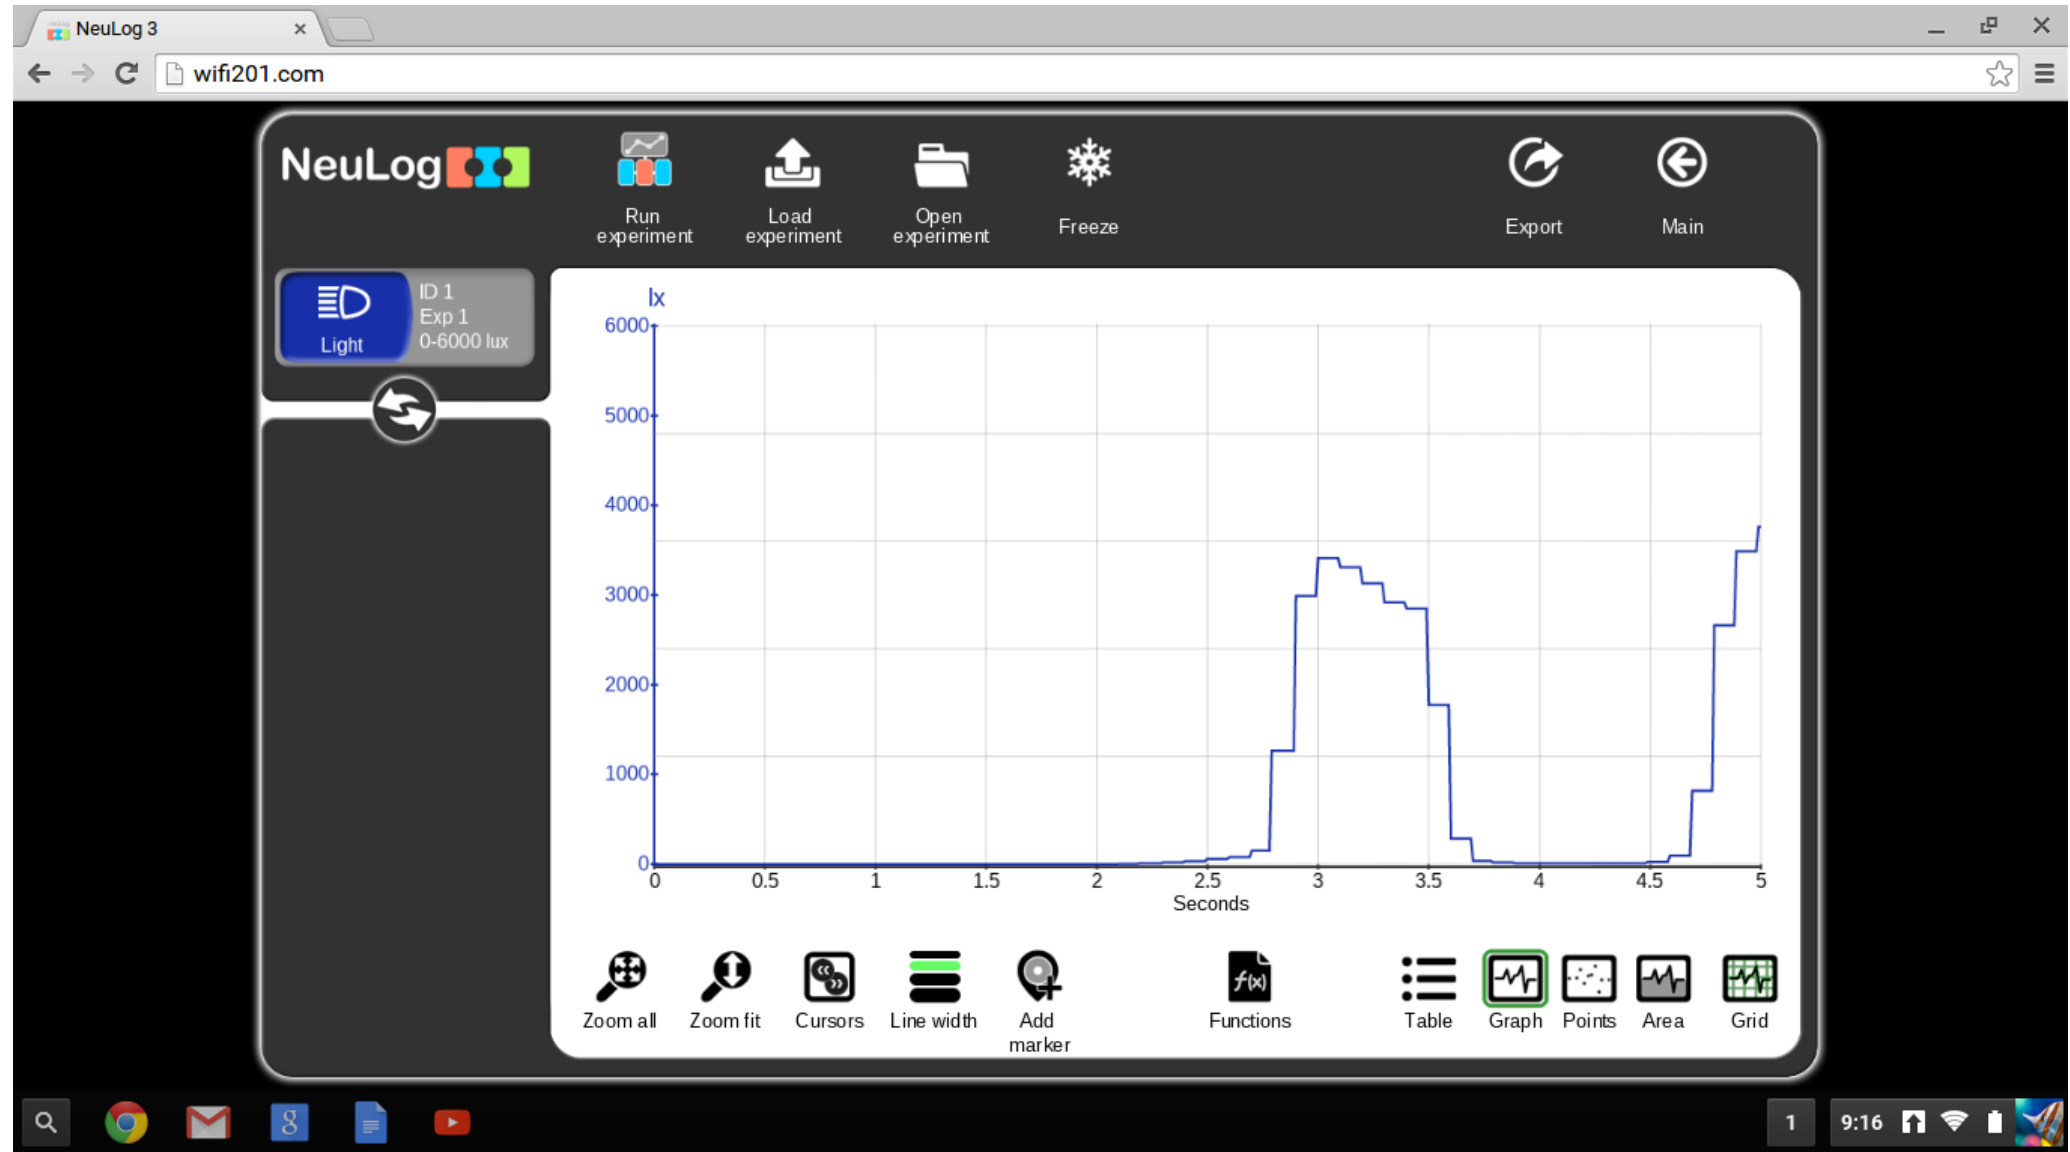 NeuLog 3
wifi201.com
NeuLog
Run experiment
Load experiment
Open experiment
Freeze
Export
Main
Light
ID 1
Exp 1
0-6000 lux
lx
6000
5000
4000
3000
2000
1000
0
0 0.5 1 1.5 2 2.5 3 3.5 4 4.5 5
Seconds
Zoom all
Zoom fit
Cursors
Line width
Add marker
f(x)
Functions
Table
Graph
Points
Area
Grid
8
1
9:16